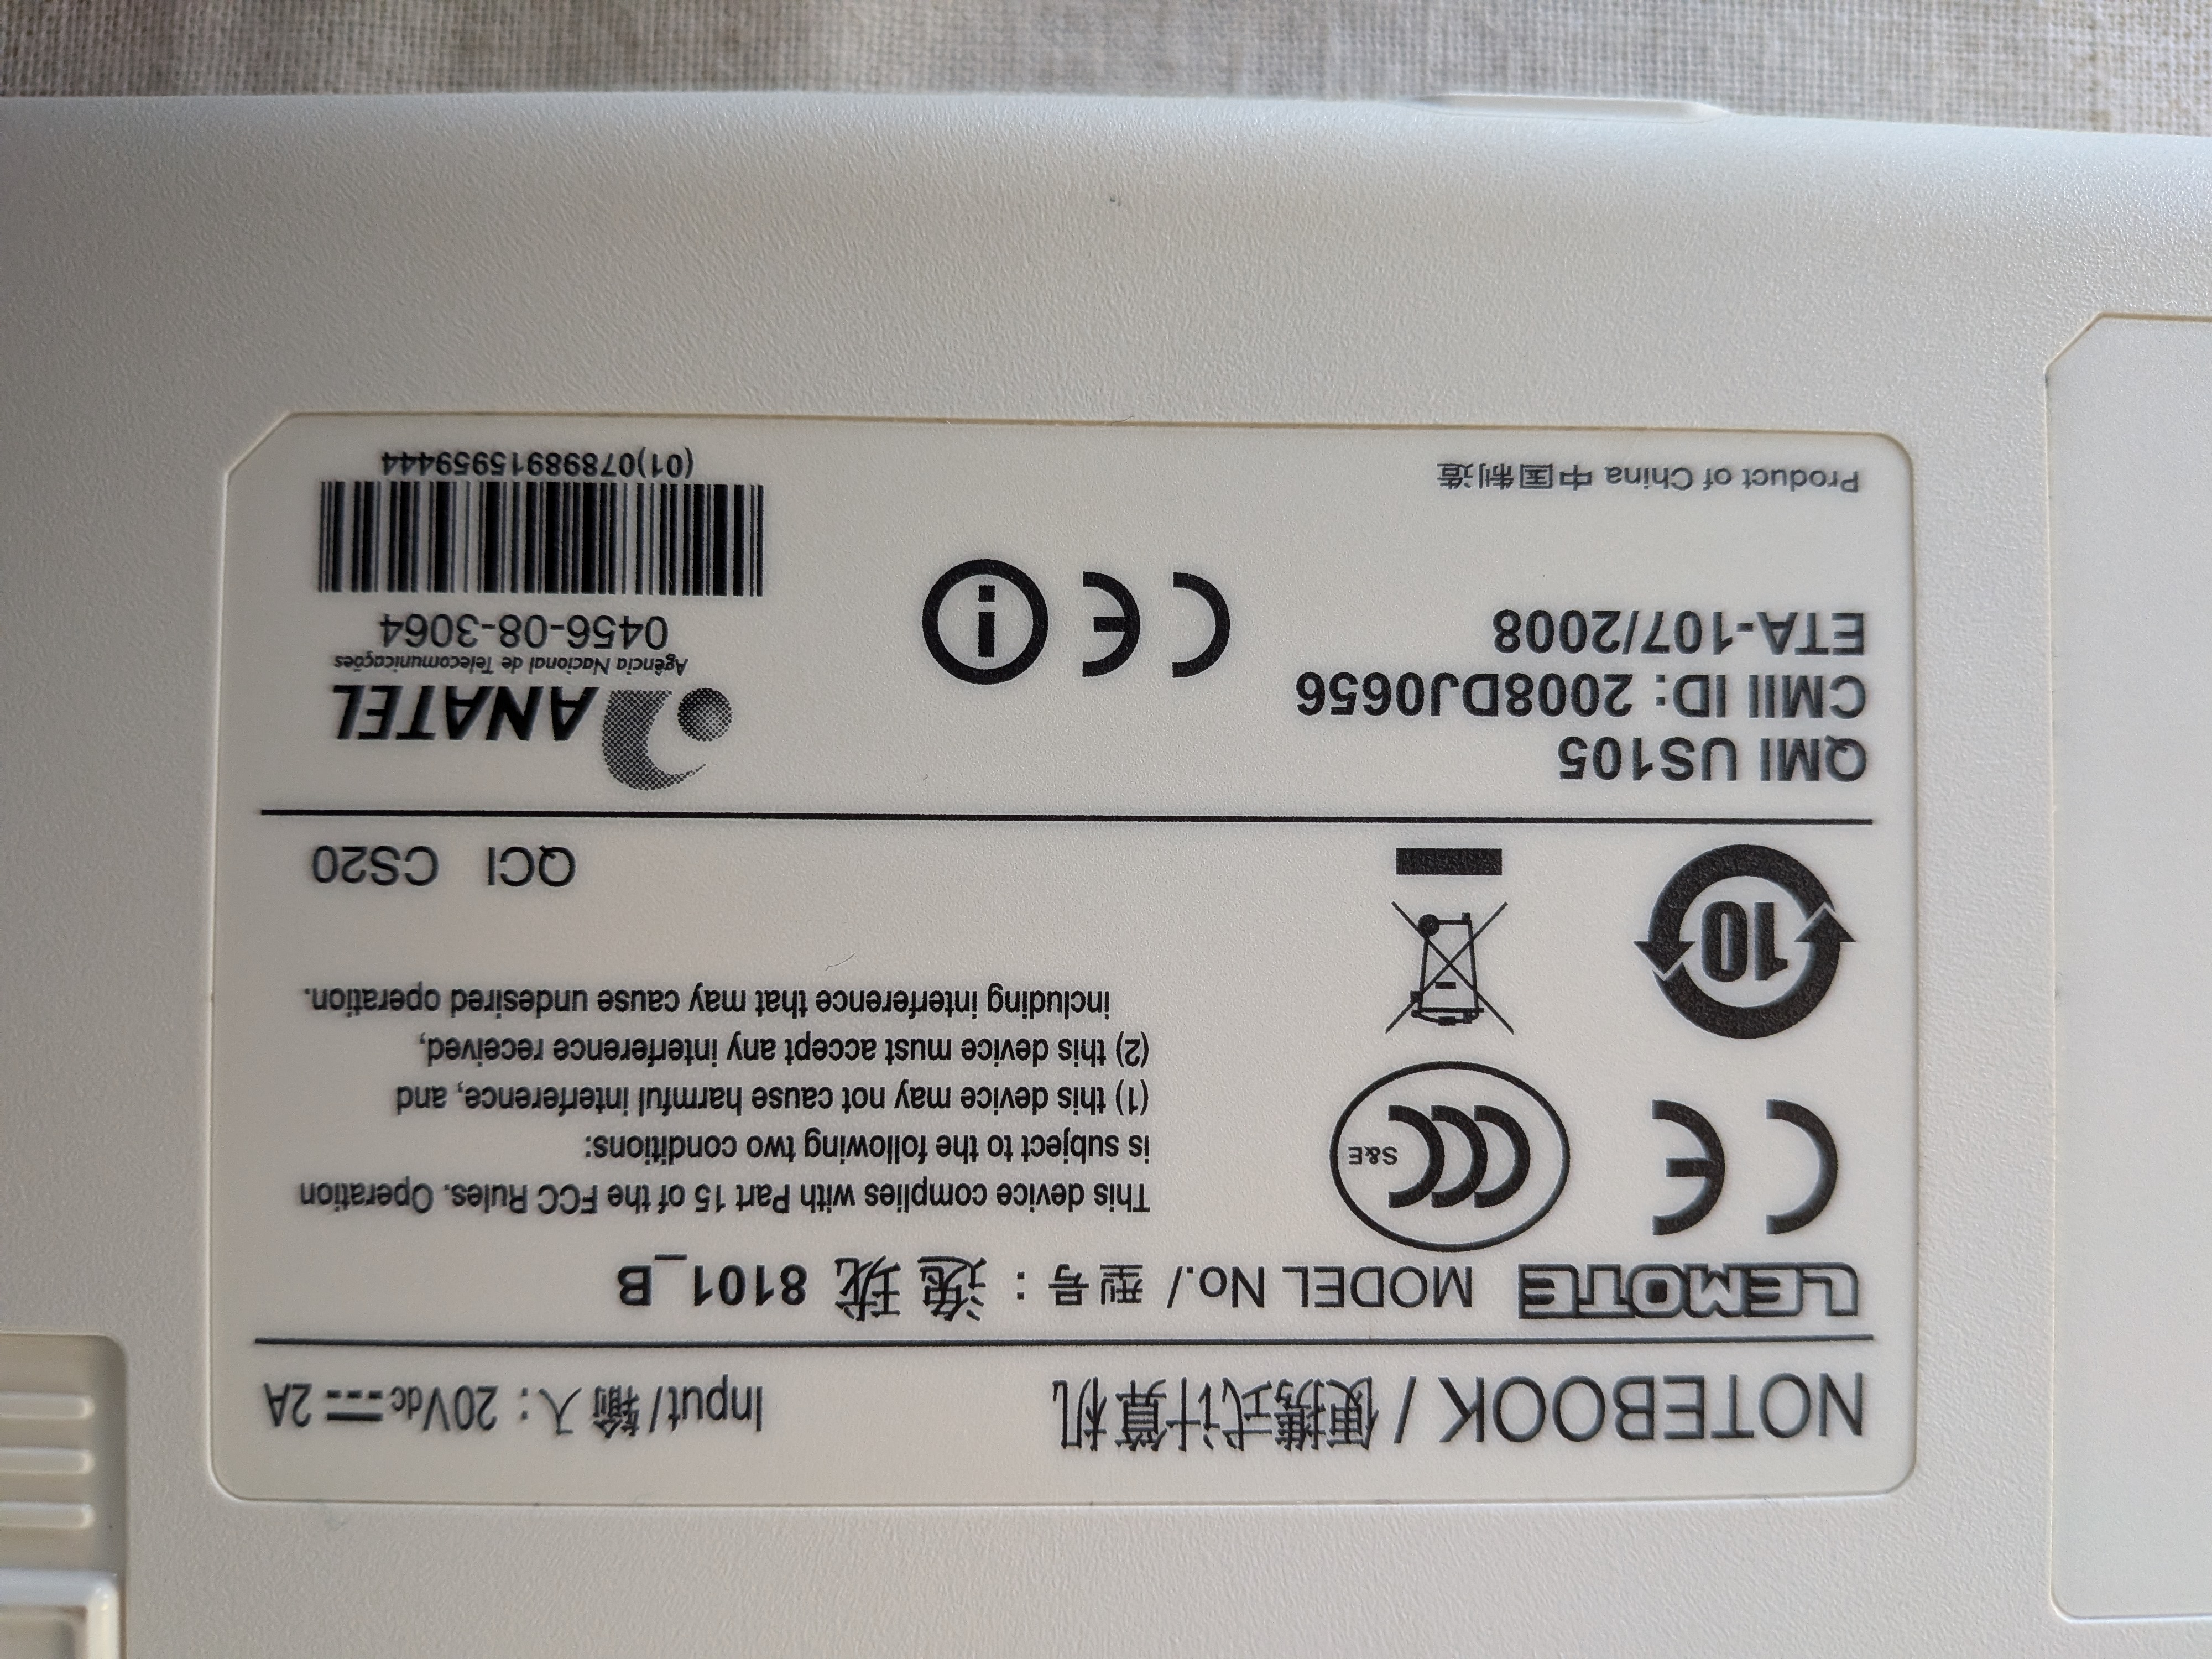 NOTEBOOK / 便携式计算机 Input/输入：20Vdc 2A
LEMOTE MODEL No./ 型号：逸珑 8101_B
CE
CCC S&E
This device complies with Part 15 of the FCC Rules. Operation
is subject to the following two conditions:
(1) this device may not cause harmful interference, and
(2) this device must accept any interference received,
including interference that may cause undesired operation.
10
QCI CS20
QMI US105
CMII ID: 2008DJ0656
ETA-107/2008
Product of China 中国制造
CE
ANATEL
Agência Nacional de Telecomunicações
0456-08-3064
(01)07898915959444